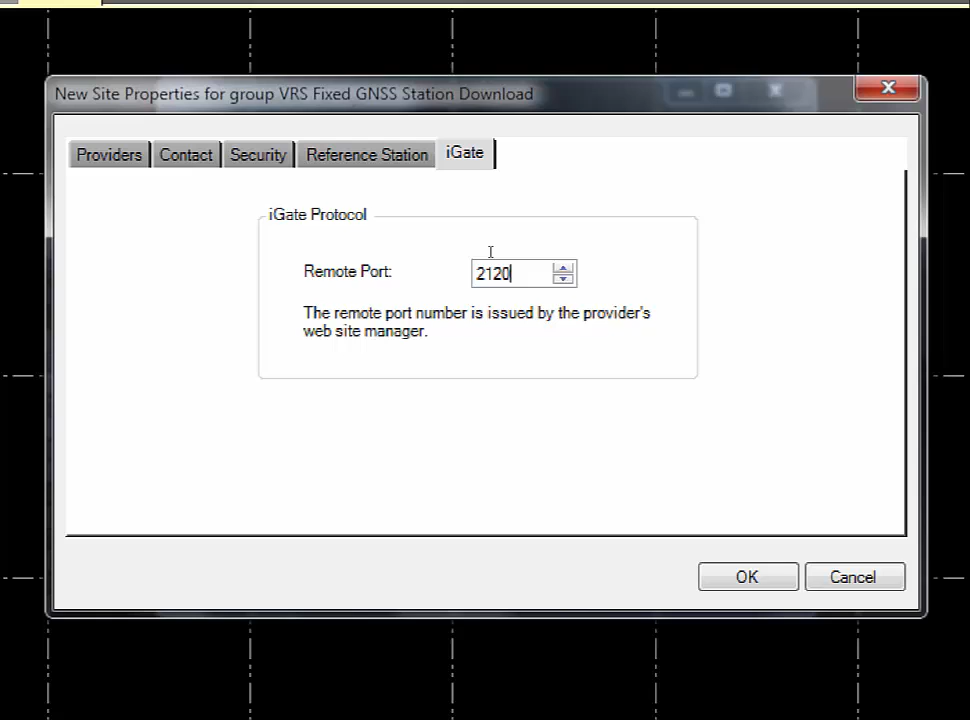 New Site Properties for group VRS Fixed GNSS Station Download
Providers Contact Security Reference Station iGate
iGate Protocol
Remote Port: 2120
The remote port number is issued by the provider's
web site manager.
OK Cancel